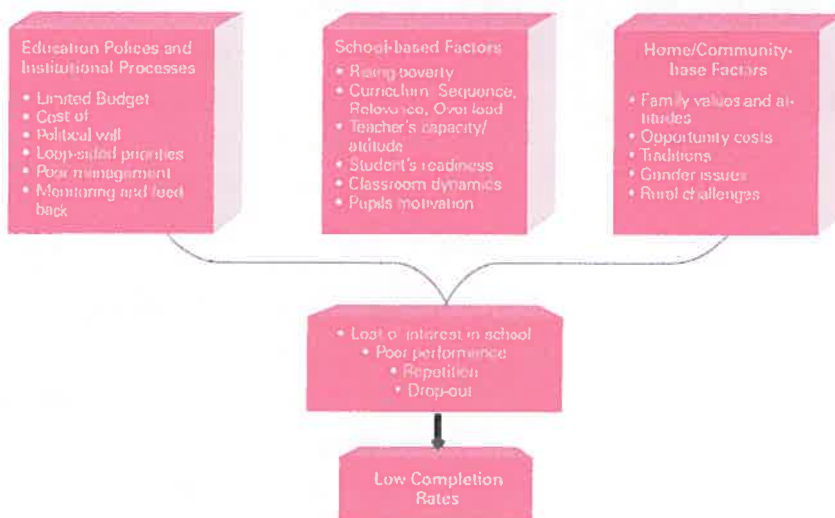 Education Polices and
Institutional Processes
• Limited Budget
• Cost of
• Political will
• Loop-sided priorities
• Poor management
• Monitoring and feed
back
School-based Factors
• Rising poverty
• Curriculum: Sequence,
Relevance, Overload
• Teacher's capacity/
attitude
• Student's readiness
• Classroom dynamics
• Pupils motivation
Home/Community-
base Factors
• Family values and at-
titudes
• Opportunity costs
• Traditions
• Gender issues
• Rural challenges
• Lost of interest in school
• Poor performance
• Repetition
• Drop-out
Low Completion
Rates